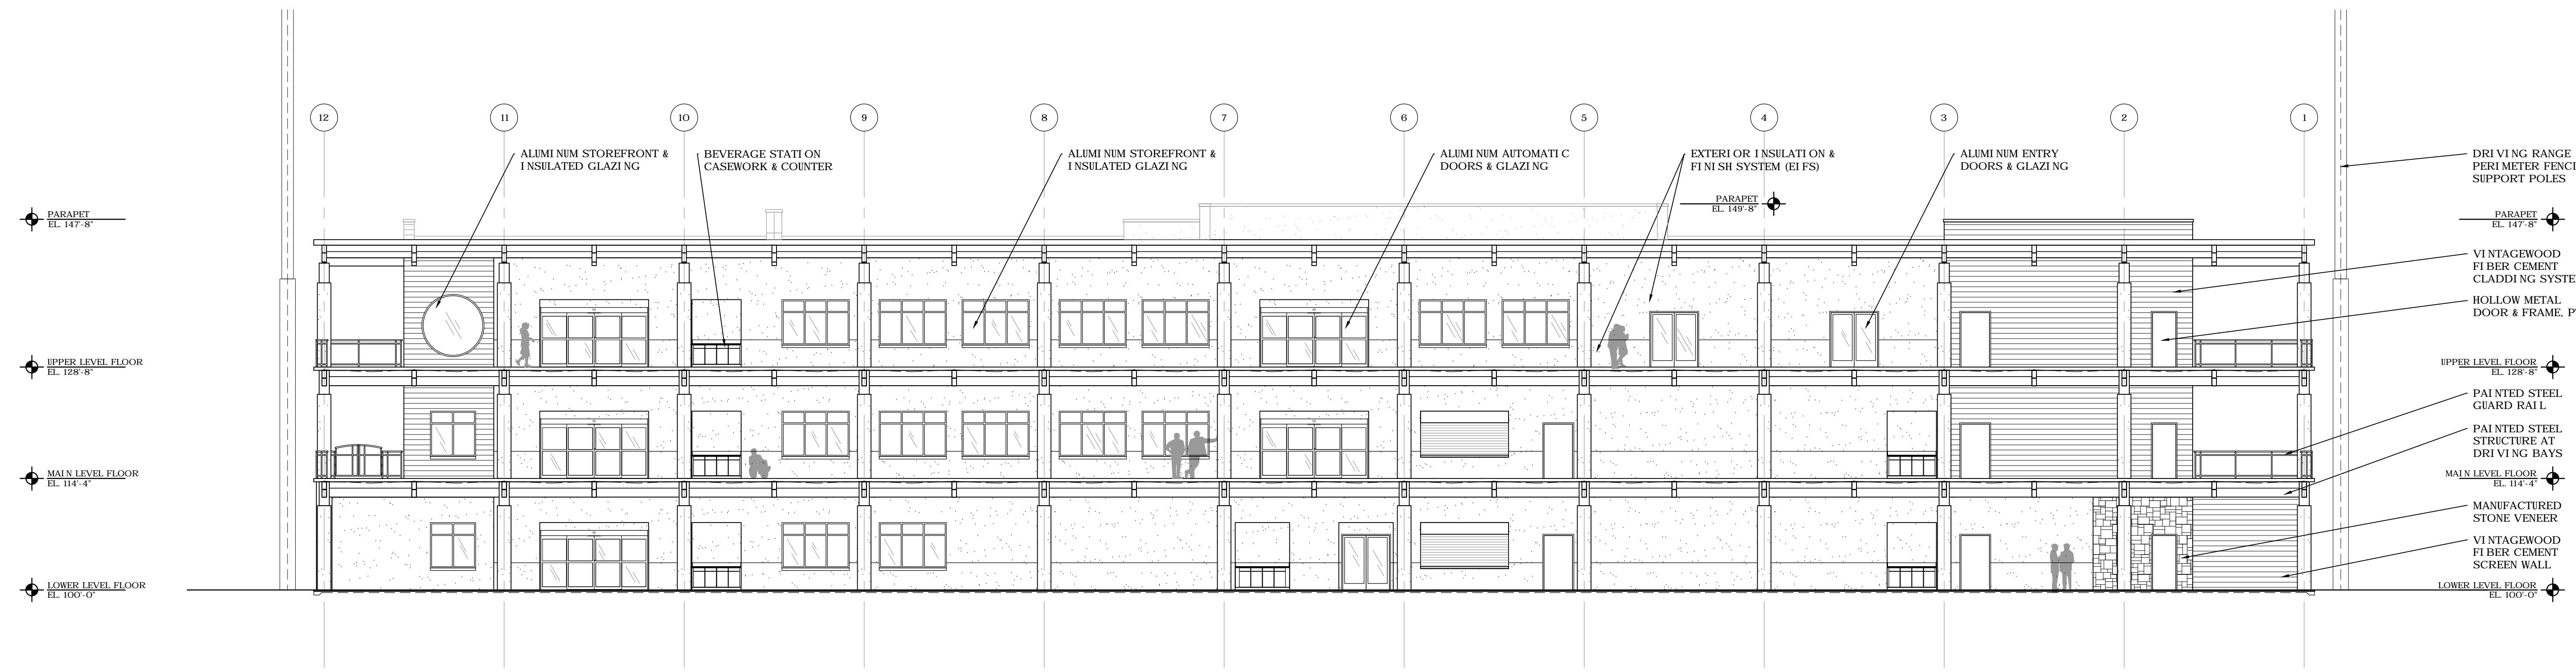 12
11
10
9
8
7
6
5
4
3
2
1
ALUMINUM STOREFRONT &
INSULATED GLAZING
BEVERAGE STATION
CASEWORK & COUNTER
ALUMINUM STOREFRONT &
INSULATED GLAZING
ALUMINUM AUTOMATIC
DOORS & GLAZING
EXTERIOR INSULATION &
FINISH SYSTEM (EIFS)
ALUMINUM ENTRY
DOORS & GLAZING
DRIVING RANGE
PERIMETER FENCI
SUPPORT POLES
PARAPET
EL. 149'-8"
PARAPET
EL. 147'-8"
PARAPET
EL. 147'-8"
VINTAGEWOOD
FIBER CEMENT
CLADDING SYSTE
HOLLOW METAL
DOOR & FRAME, P
UPPER LEVEL FLOOR
EL. 128'-8"
UPPER LEVEL FLOOR
EL. 128'-8"
PAINTED STEEL
GUARD RAIL
PAINTED STEEL
STRUCTURE AT
DRIVING BAYS
MAIN LEVEL FLOOR
EL. 114'-4"
MAIN LEVEL FLOOR
EL. 114'-4"
MANUFACTURED
STONE VENEER
VINTAGEWOOD
FIBER CEMENT
SCREEN WALL
LOWER LEVEL FLOOR
EL. 100'-0"
LOWER LEVEL FLOOR
EL. 100'-0"